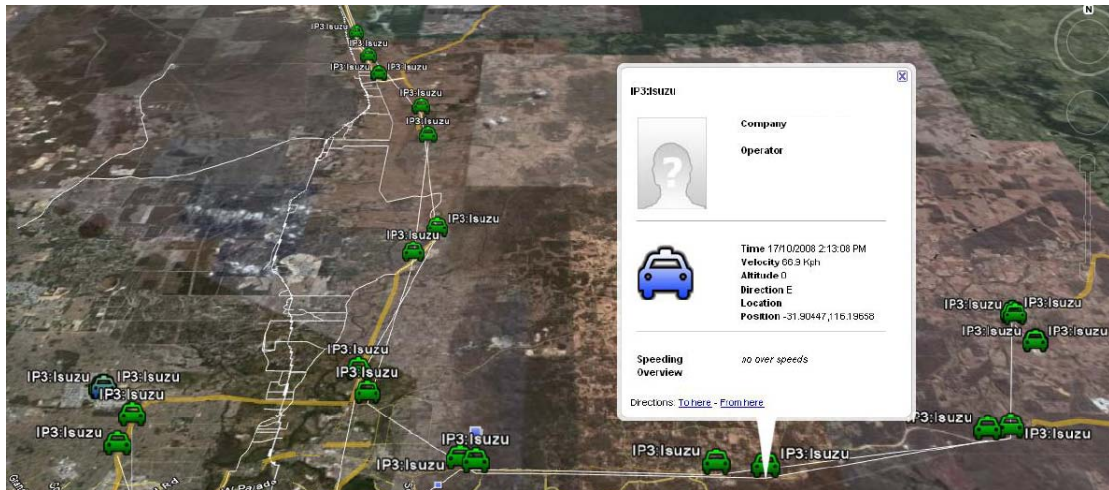 N
IP3:Isuzu
Isuzu
IP3:Isuzu IP3:Isuzu
IP3:Isuzu
IP3:Isuzu
IP3:Isuzu
IP3:Isuzu
IP3:Isuzu
Company
Operator
Time 17/10/2008 2:13:08 PM
Velocity 66.9 Kph
Altitude 0
Direction E
Location
Position -31.90447,116.19658
Speeding Overview
no over speeds
Directions: To here - From here
IP3:Isuzu
IP3:Isuzu IP3:Isuzu
IP3:Isuzu
IP3:Isuzu
IP3:Isuzu
IP3:Isuzu
IP3:Isuzu
IP3:Isuzu
IP3:Isuzu
IP3:Isuzu
IP3:Isuzu IP3:Isuzu
IP3:Isuzu IP3:Isuzu
IP3:Isuzu
IP3:Isuzu
Rd